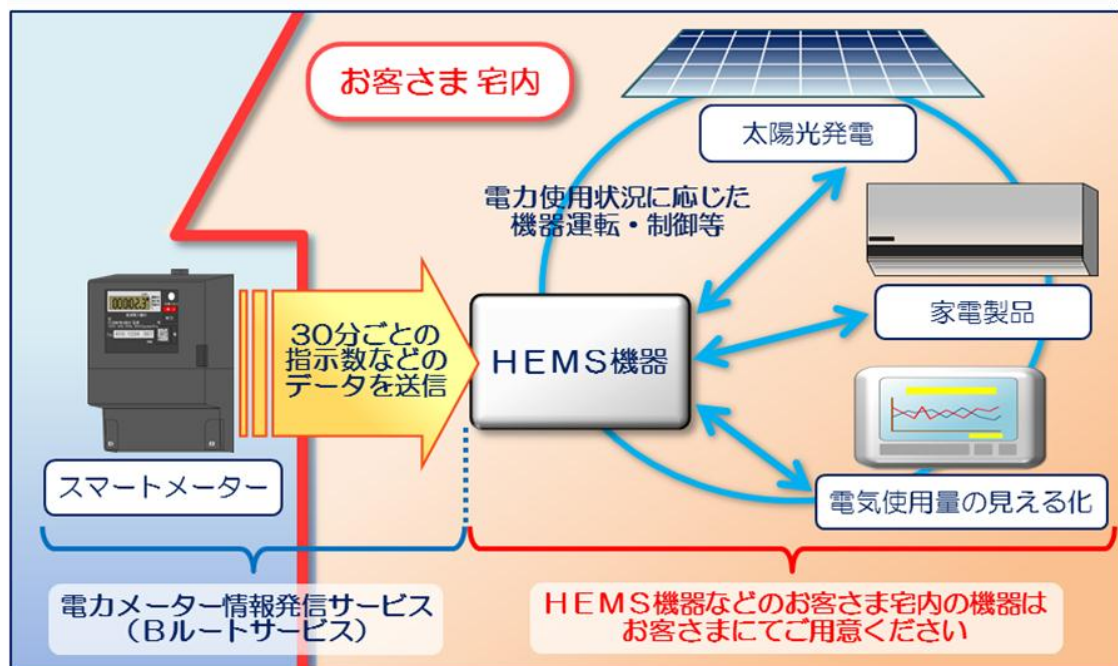 お客さま 宅内
太陽光発電
電力使用状況に応じた
機器運転・制御等
家電製品
30分ごとの
指示数などの
データを送信
HEMS機器
スマートメーター
電気使用量の見える化
電力メーター情報発信サービス
(Bルートサービス)
HEMS機器などのお客さま宅内の機器は
お客さまにてご用意ください